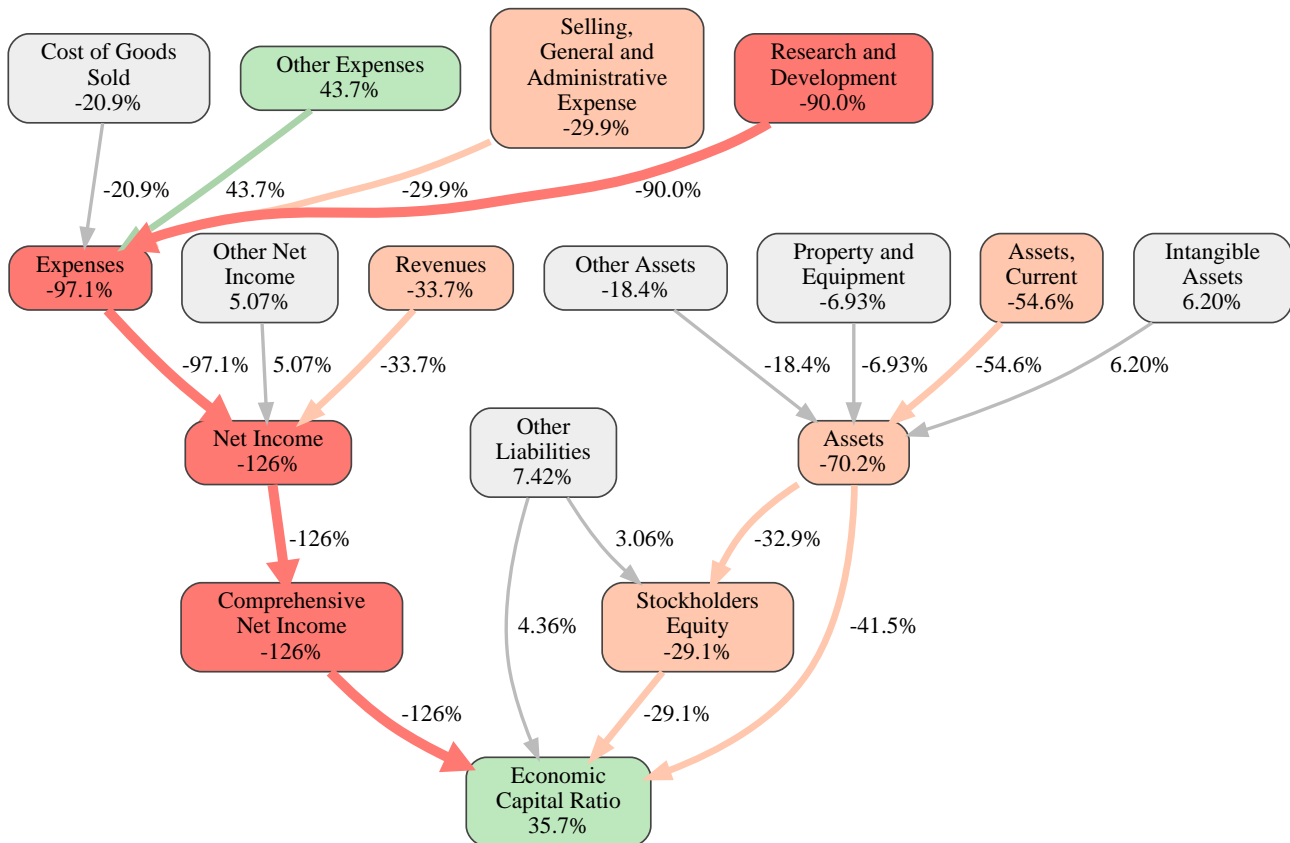 Cost of Goods
Sold
-20.9%
Other Expenses
43.7%
Selling,
General and
Administrative
Expense
-29.9%
Research and
Development
-90.0%
-20.9%
43.7%
-29.9%
-90.0%
Expenses
-97.1%
Other Net
Income
5.07%
Revenues
-33.7%
Other Assets
-18.4%
Property and
Equipment
-6.93%
Assets,
Current
-54.6%
Intangible
Assets
6.20%
-97.1%
5.07%
-33.7%
-18.4%
-6.93%
-54.6%
6.20%
Net Income
-126%
Other
Liabilities
7.42%
Assets
-70.2%
-126%
3.06%
-32.9%
Comprehensive
Net Income
-126%
4.36%
Stockholders
Equity
-29.1%
-41.5%
-126%
-29.1%
Economic
Capital Ratio
35.7%